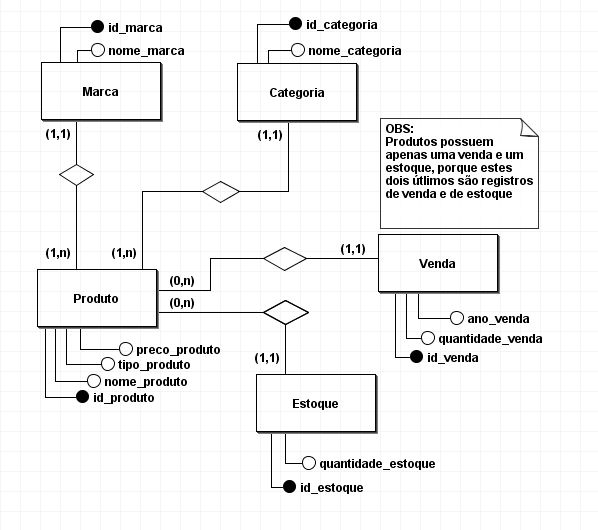 id_marca
nome_marca
Marca
(1,1)
id_categoria
nome_categoria
Categoria
(1,1)
OBS:
Produtos possuem
apenas uma venda e um
estoque, porque estes
dois útlimos são registros
de venda e de estoque
(1,n)
(1,n)
Produto
(0,n)
(0,n)
(1,1)
Venda
ano_venda
quantidade_venda
id_venda
preco_produto
tipo_produto
nome_produto
id_produto
(1,1)
Estoque
quantidade_estoque
id_estoque